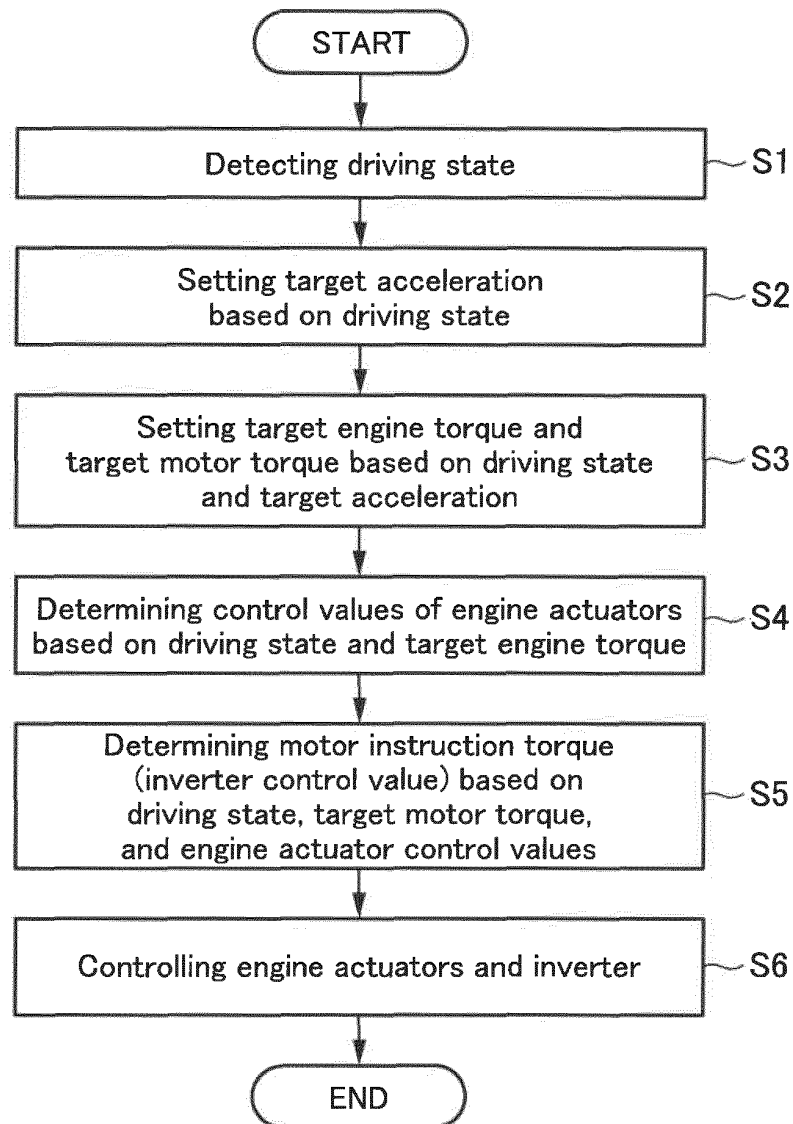 START
Detecting driving state
S1
Setting target acceleration
based on driving state
S2
Setting target engine torque and
target motor torque based on driving state
and target acceleration
S3
Determining control values of engine actuators
based on driving state and target engine torque
S4
Determining motor instruction torque
(inverter control value) based on
driving state, target motor torque,
and engine actuator control values
S5
Controlling engine actuators and inverter
S6
END